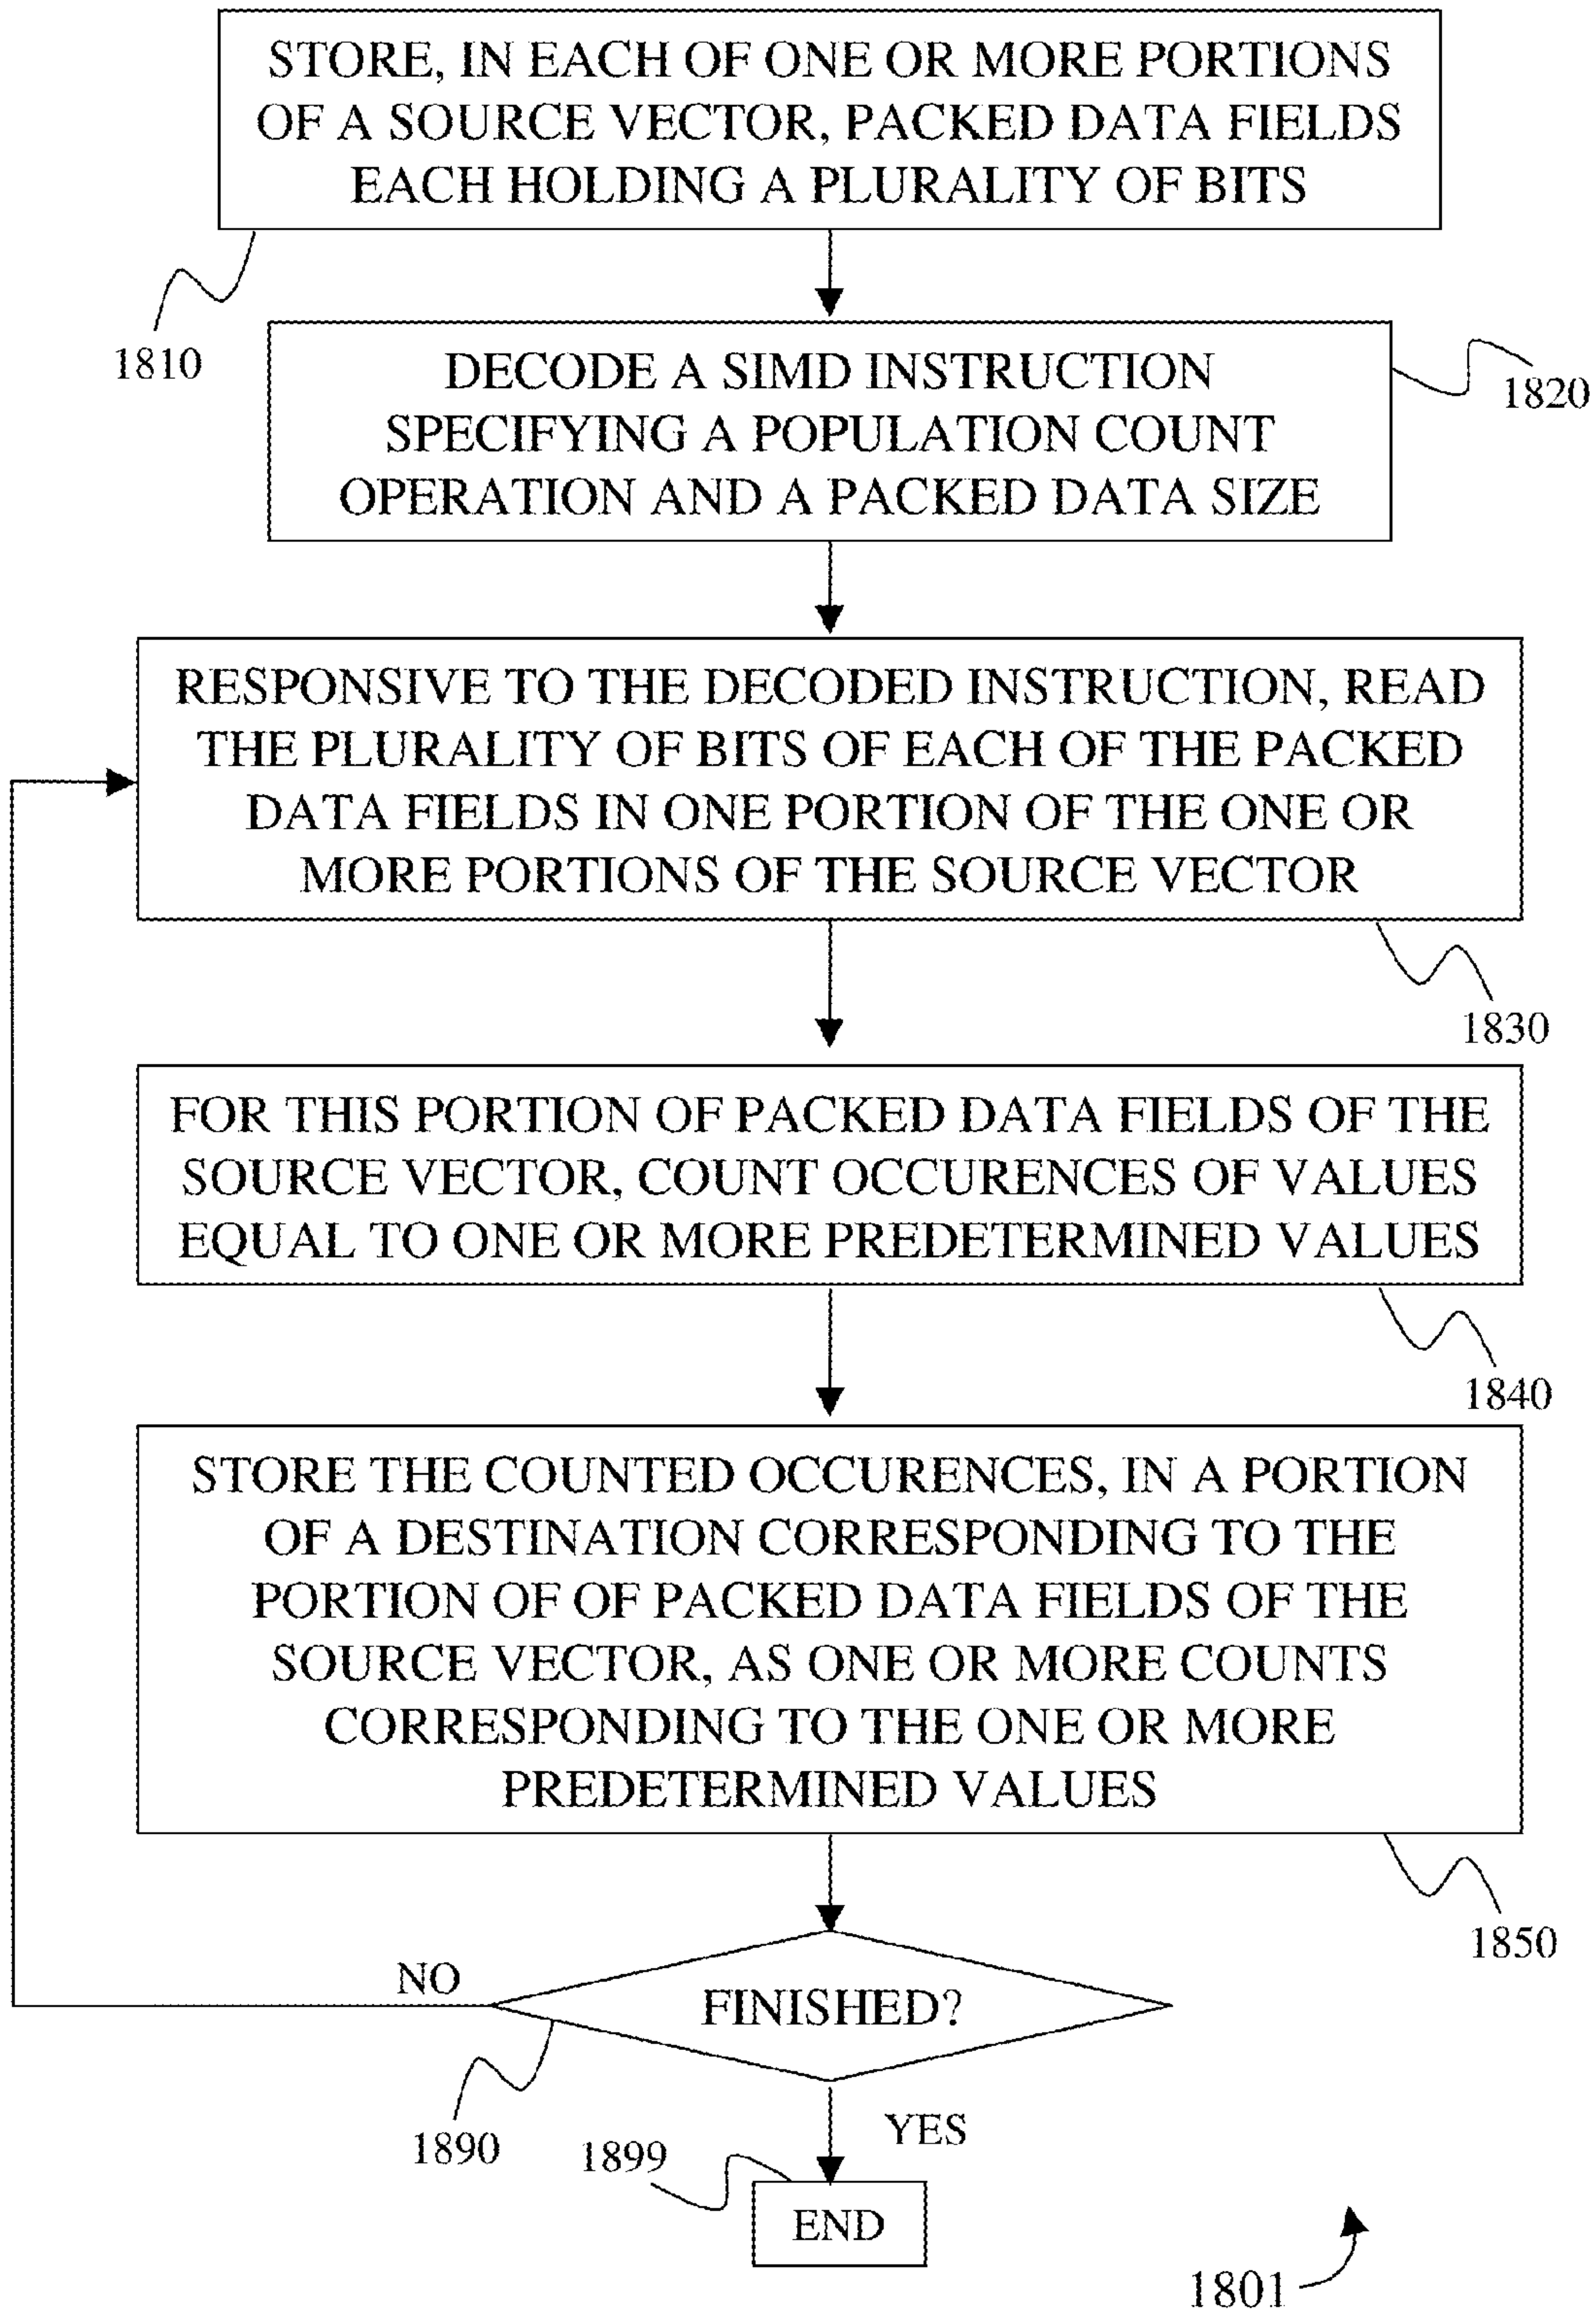 STORE, IN EACH OF ONE OR MORE PORTIONS
OF A SOURCE VECTOR, PACKED DATA FIELDS
EACH HOLDING A PLURALITY OF BITS
1810
DECODE A SIMD INSTRUCTION
SPECIFYING A POPULATION COUNT
OPERATION AND A PACKED DATA SIZE
1820
RESPONSIVE TO THE DECODED INSTRUCTION, READ
THE PLURALITY OF BITS OF EACH OF THE PACKED
DATA FIELDS IN ONE PORTION OF THE ONE OR
MORE PORTIONS OF THE SOURCE VECTOR
1830
FOR THIS PORTION OF PACKED DATA FIELDS OF THE
SOURCE VECTOR, COUNT OCCURENCES OF VALUES
EQUAL TO ONE OR MORE PREDETERMINED VALUES
1840
STORE THE COUNTED OCCURENCES, IN A PORTION
OF A DESTINATION CORRESPONDING TO THE
PORTION OF OF PACKED DATA FIELDS OF THE
SOURCE VECTOR, AS ONE OR MORE COUNTS
CORRESPONDING TO THE ONE OR MORE
PREDETERMINED VALUES
1850
NO
FINISHED?
1890
YES
1899
END
1801